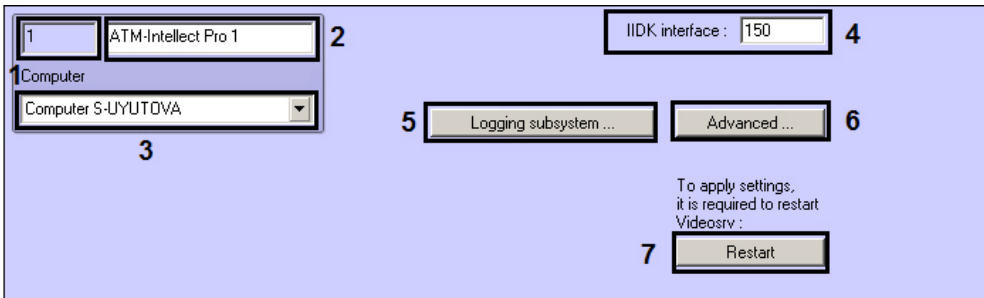 1 ATM-Intellect Pro 1 2
IIDK interface : 150 4
1 Computer
Computer S-UYUTOVA
3
5 Logging subsystem ... Advanced ... 6
To apply settings,
it is required to restart
Videosrv :
7 Restart